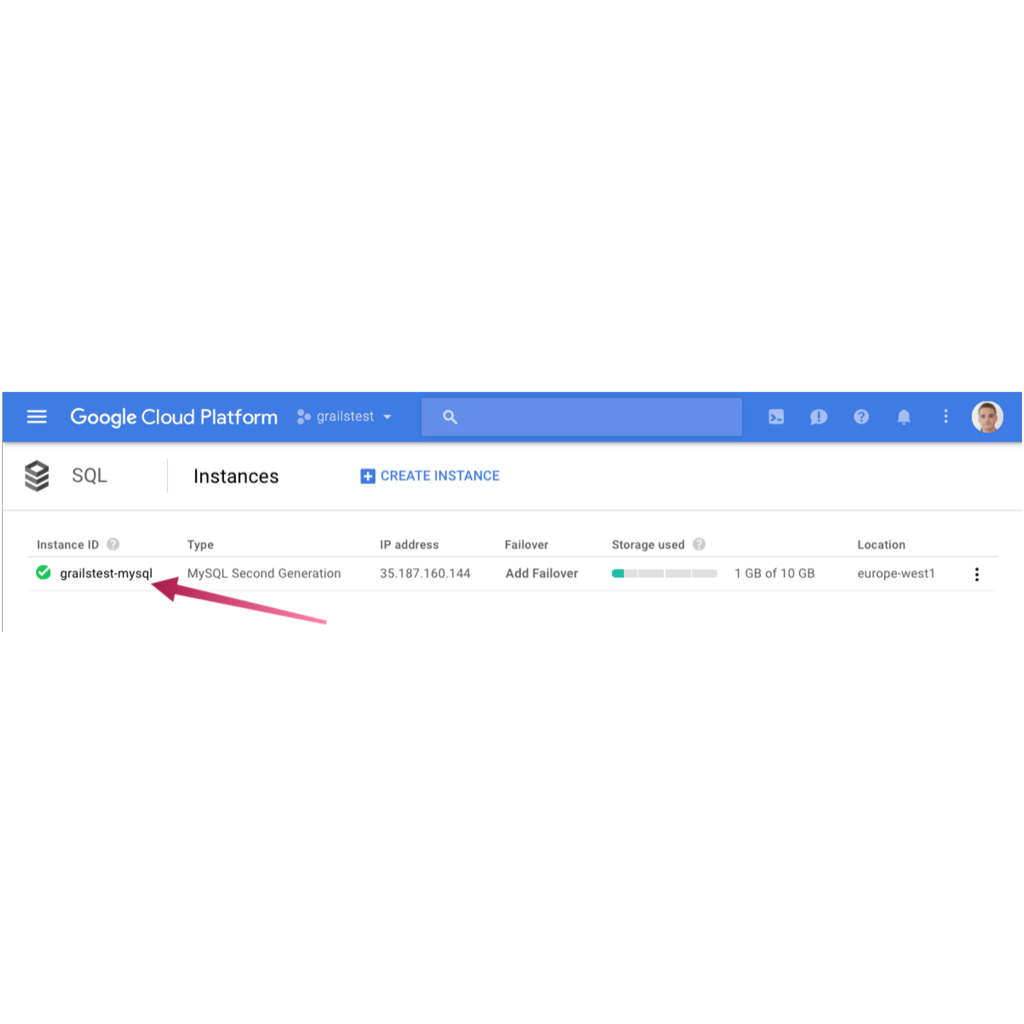 Google Cloud Platform grailstest
SQL Instances CREATE INSTANCE
Instance ID Type IP address Failover Storage used Location
grailstest-mysql MySQL Second Generation 35.187.160.144 Add Failover 1 GB of 10 GB europe-west1